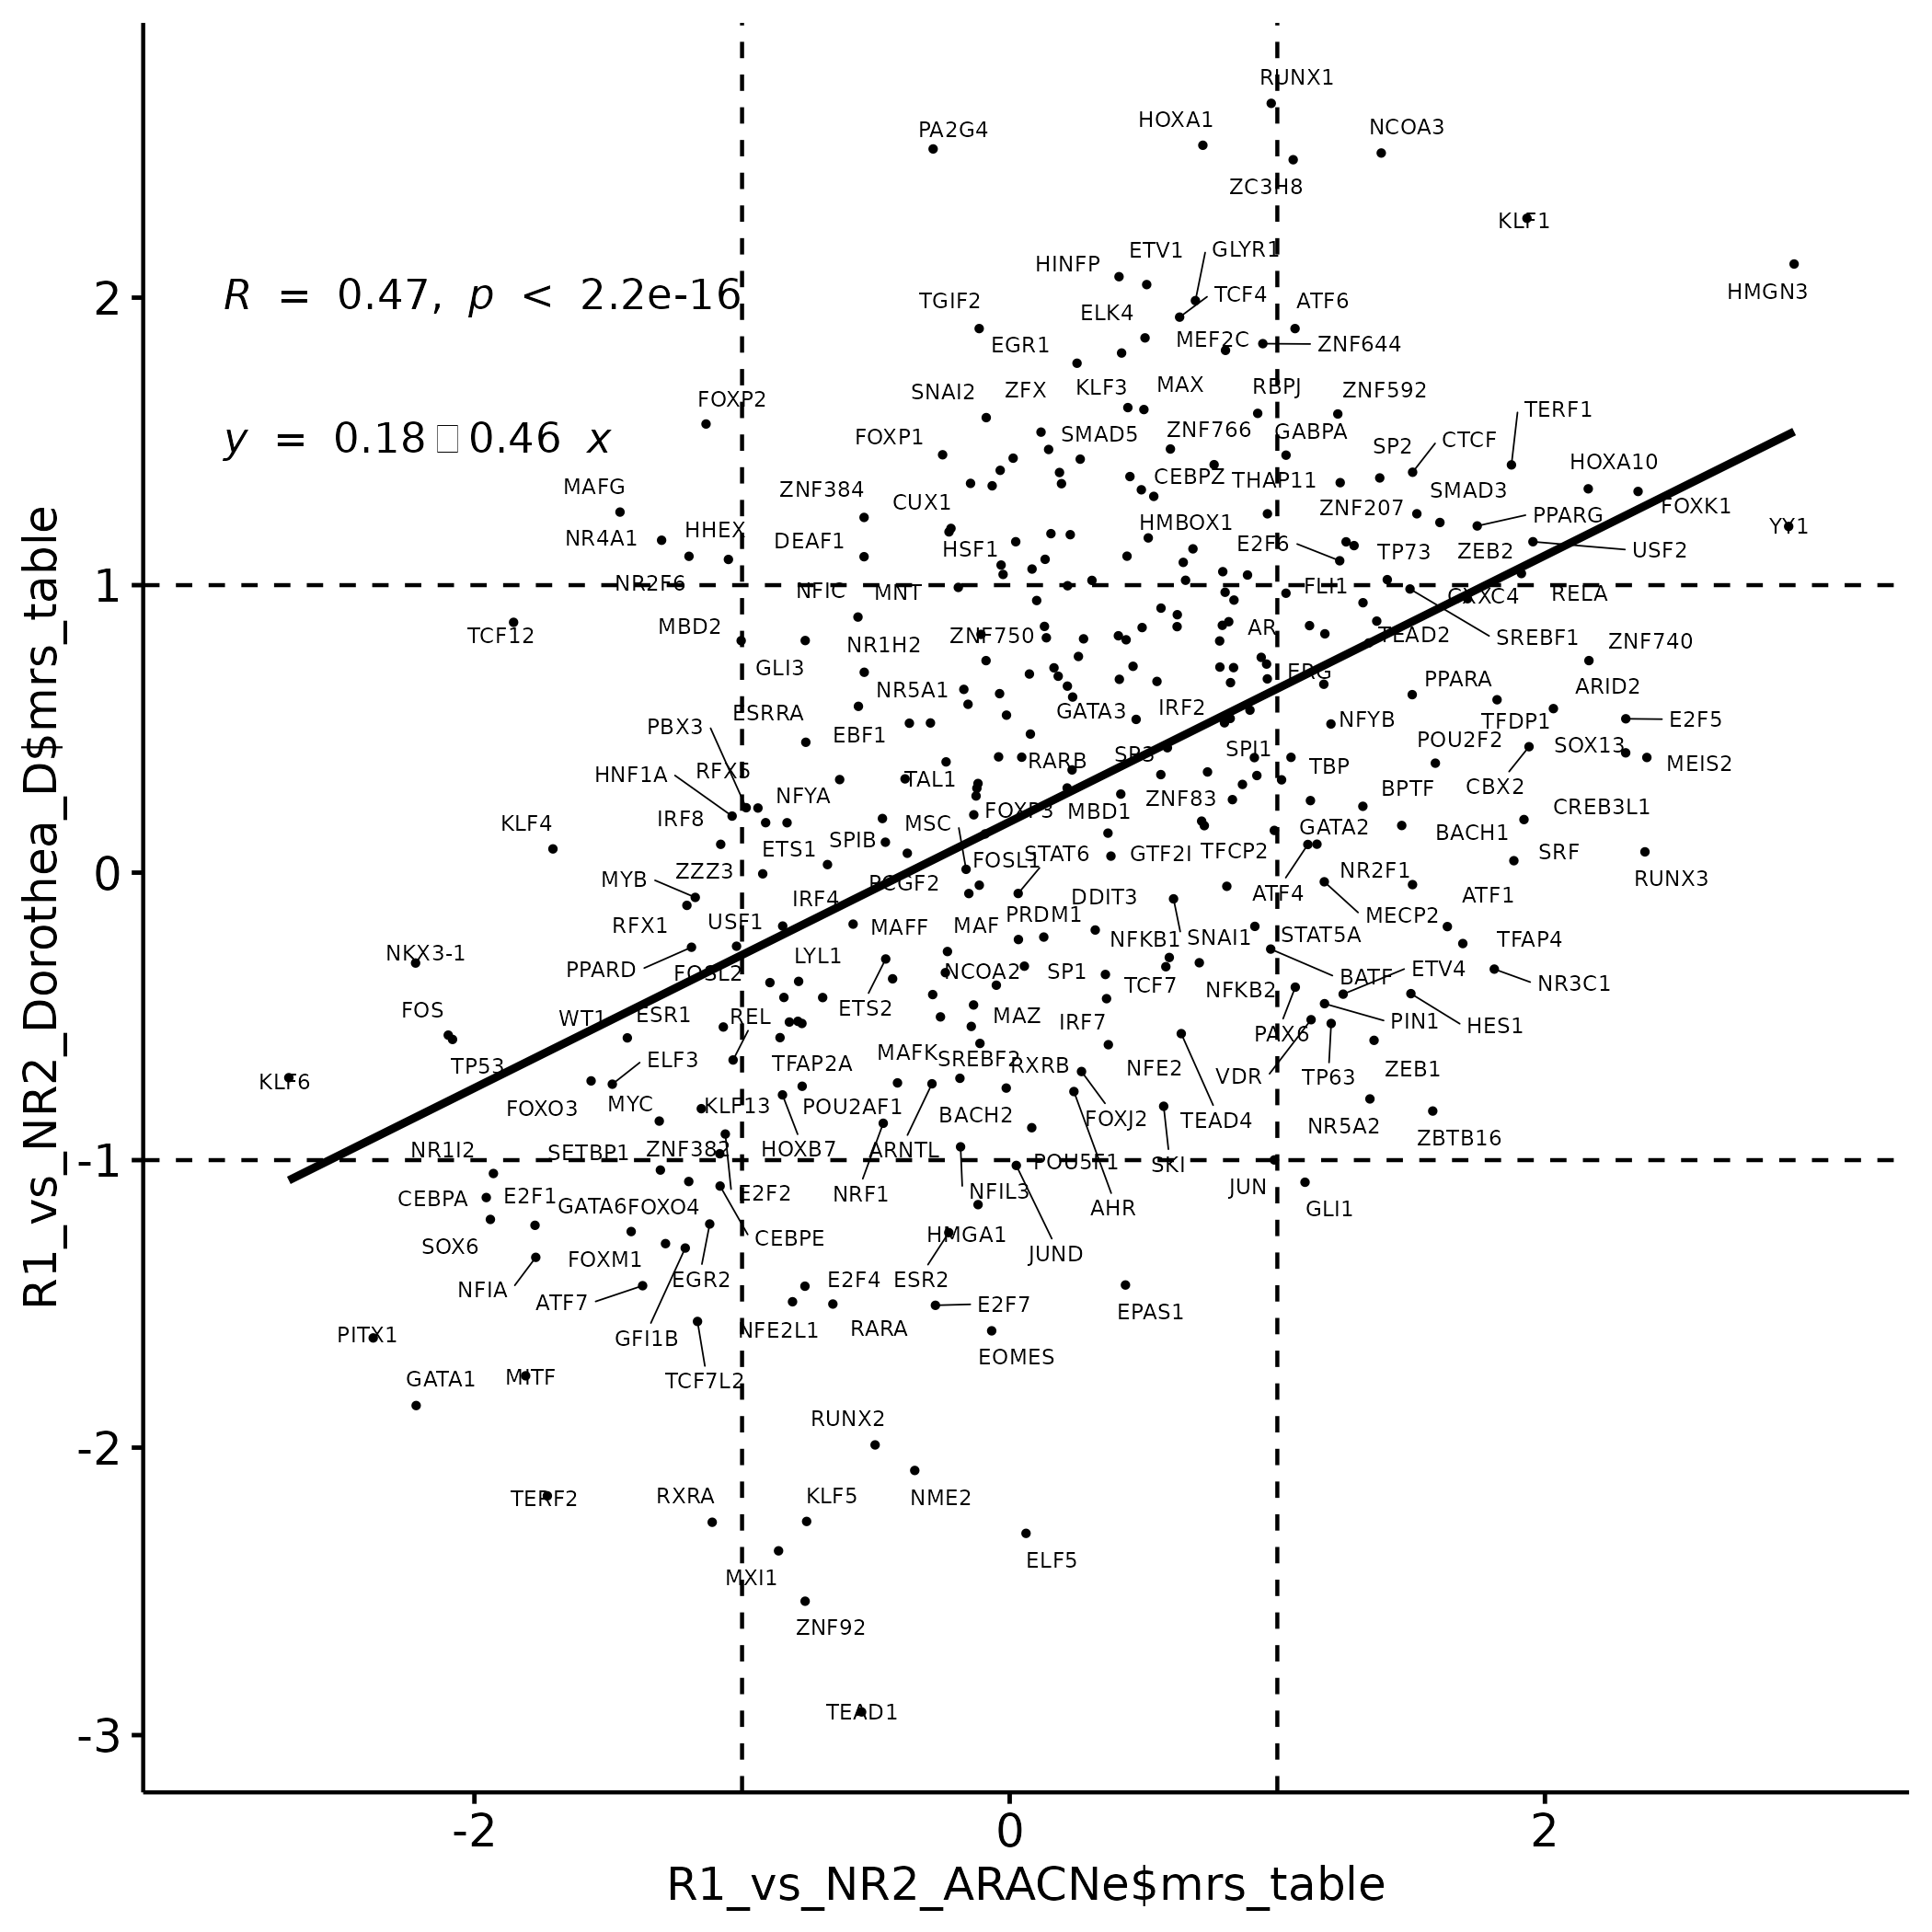 RUNX1
HOXA1
NCOA3
PA2G4
ZC3H8
KLF1
ETV1
GLYR1
HINFP
HMGN3
R = 0.47, p < 2.2e-16
2
TGIF2
TCF4
ATF6
ELK4
EGR1
MEF2C
ZNF644
FOXP2
SNAI2
ZFX
KLF3
MAX
RBPJ
ZNF592
TERF1
y = 0.18 0.46 x
FOXP1
SMAD5
ZNF766
GABPA
SP2
CTCF
HOXA10
MAFG
ZNF384
CUX1
CEBPZ
THAP11
SMAD3
ZNF207
PPARG
FOXK1
YY1
NR4A1
HHEX
DEAF1
HSF1
HMBOX1
E2F6
TP73
ZEB2
USF2
1
NR2F6
NFIC
MNT
FLI1
CXXC4
RELA
TCF12
MBD2
ZNF750
AR
TEAD2
SREBF1
ZNF740
NR1H2
GLI3
ERG
NR5A1
PPARA
ARID2
PBX3
ESRRA
EBF1
GATA3
IRF2
NFYB
TFDP1
E2F5
HNF1A
RFX5
TAL1
RARB
SP3
SPI1
TBP
POU2F2
SOX13
MEIS2
NFYA
BPTF
CBX2
KLF4
IRF8
SPIB
MSC
FOXP3
MBD1
ZNF83
GATA2
BACH1
CREB3L1
0
ETS1
FOSL1
STAT6
GTF2I
TFCP2
SRF
MYB
ZZZ3
PCGF2
NR2F1
RUNX3
IRF4
DDIT3
ATF4
ATF1
RFX1
USF1
MAFF
MAF
PRDM1
NFKB1
SNAI1
STAT5A
MECP2
TFAP4
NKX3-1
PPARD
FOSL2
LYL1
NCOA2
SP1
TCF7
NFKB2
BATF
ETV4
NR3C1
FOS
WT1
ESR1
REL
ETS2
MAZ
IRF7
PAX6
PIN1
HES1
KLF6
TP53
ELF3
TFAP2A
MAFK
SREBF2
RXRB
NFE2
VDR
TP63
ZEB1
FOXO3
MYC
KLF13
POU2AF1
BACH2
FOXJ2
TEAD4
NR5A2
ZBTB16
NR1I2
SETBP1
ZNF382
HOXB7
ARNTL
POU5F1
SKI
-1
CEBPA
E2F1
GATA6
FOXO4
E2F2
NRF1
NFIL3
AHR
JUN
GLI1
SOX6
FOXM1
CEBPE
HMGA1
JUND
NFIA
ATF7
EGR2
E2F4
ESR2
E2F7
EPAS1
PITX1
GFI1B
NFE2L1
RARA
EOMES
GATA1
MITF
TCF7L2
RUNX2
-2
TERF2
RXRA
KLF5
NME2
ELF5
MXI1
ZNF92
TEAD1
-3
R1_vs_NR2_Dorothea_D$mrs_table
-2
0
2
R1_vs_NR2_ARACNe$mrs_table